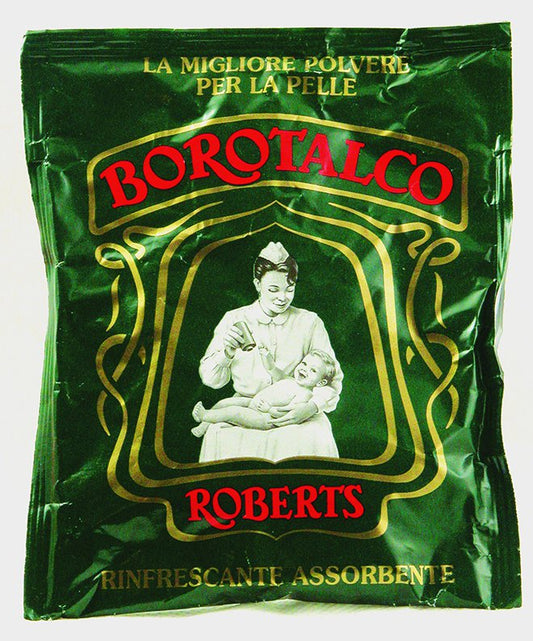 LA MIGLIORE POLVERE
PER LA PELLE
BOROTALCO
ROBERTS
RINFRESCANTE ASSORBENTE